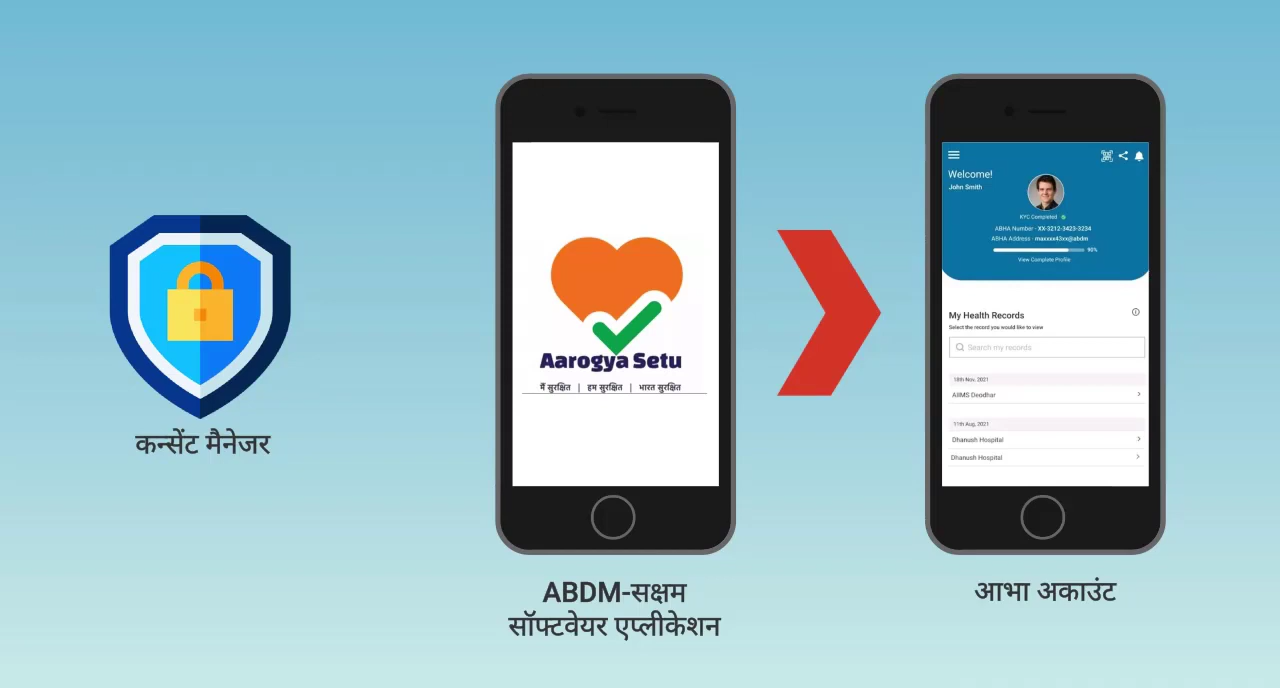 कन्सेंट मैनेजर
Aarogya Setu
मैं सुरक्षित | हम सुरक्षित | भारत सुरक्षित
ABDM-सक्षम
सॉफ्टवेयर एप्लीकेशन
Welcome!
John Smith
KYC Completed
ABHA Number - XX-3212-3423-3234
ABHA Address - maxxxx43xx@abdm
90%
View Complete Profile
My Health Records
Select the record you would like to view
Search my records
18th Nov, 2021
AIIMS Deodhar
11th Aug, 2021
Dhanush Hospital
Dhanush Hospital
आभा अकाउंट